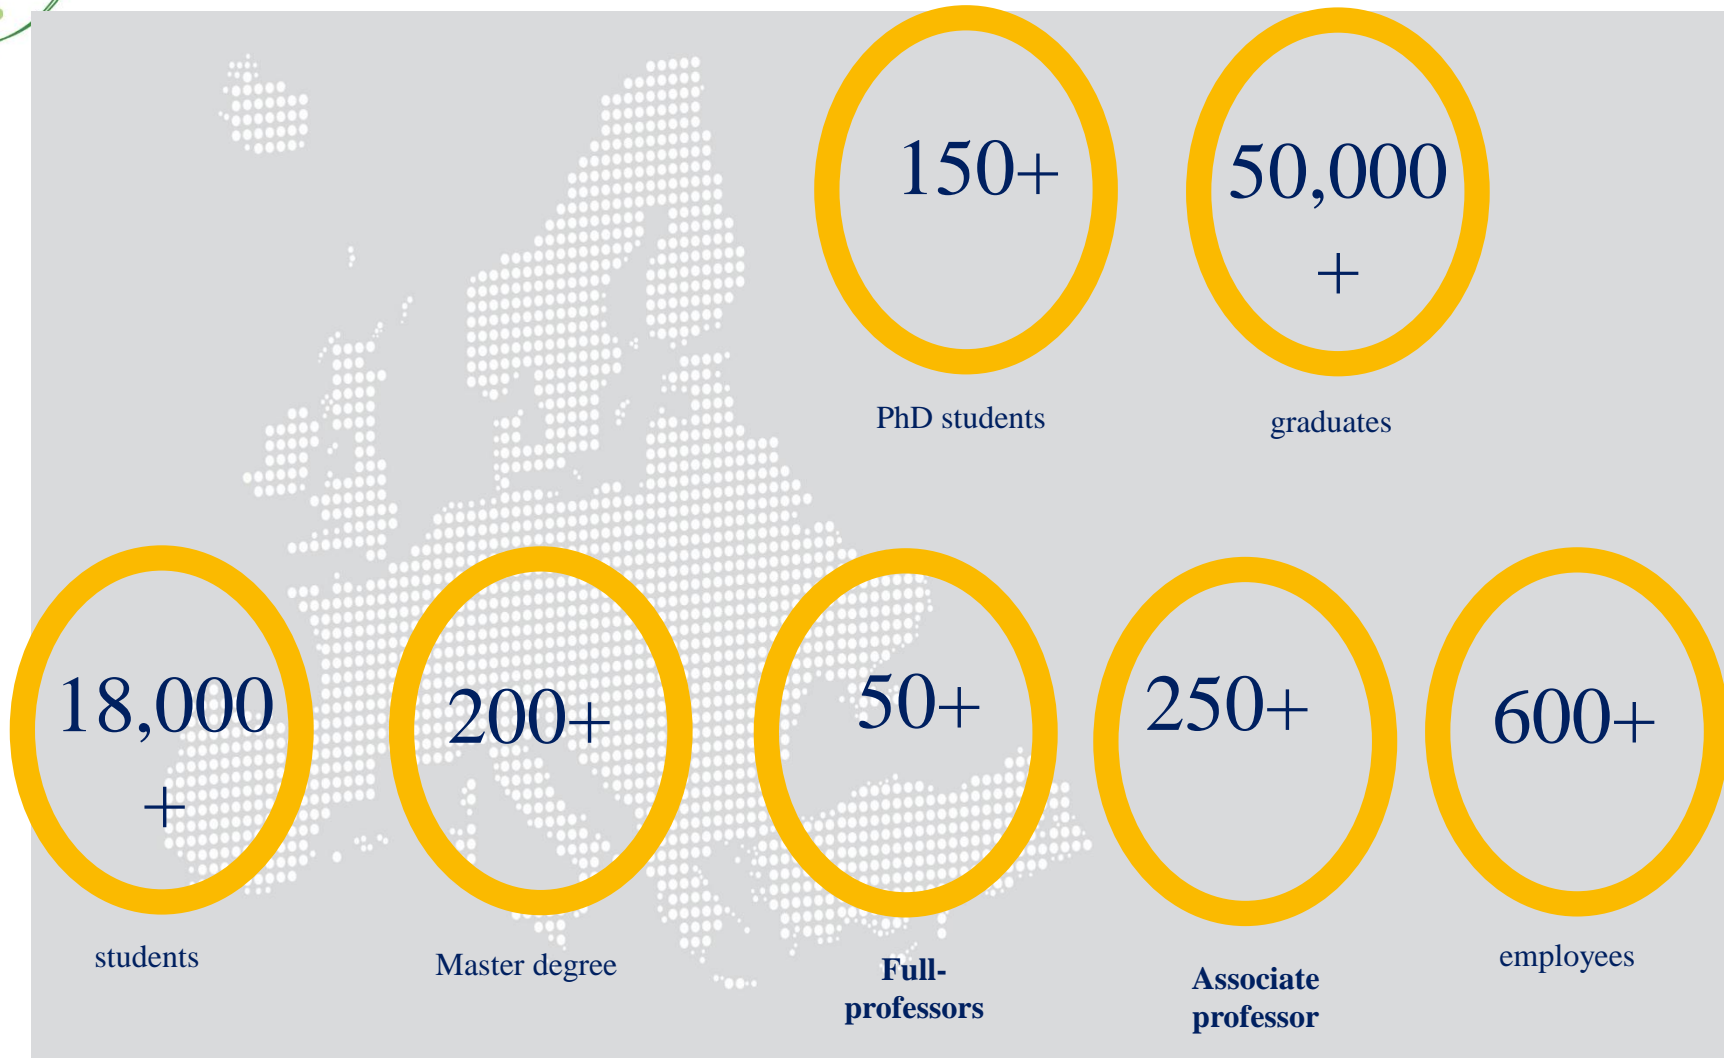 150+
50,000
+
PhD students
graduates
18,000
+
200+
50+
250+
600+
students
Master degree
Full-
professors
Associate
professor
employees